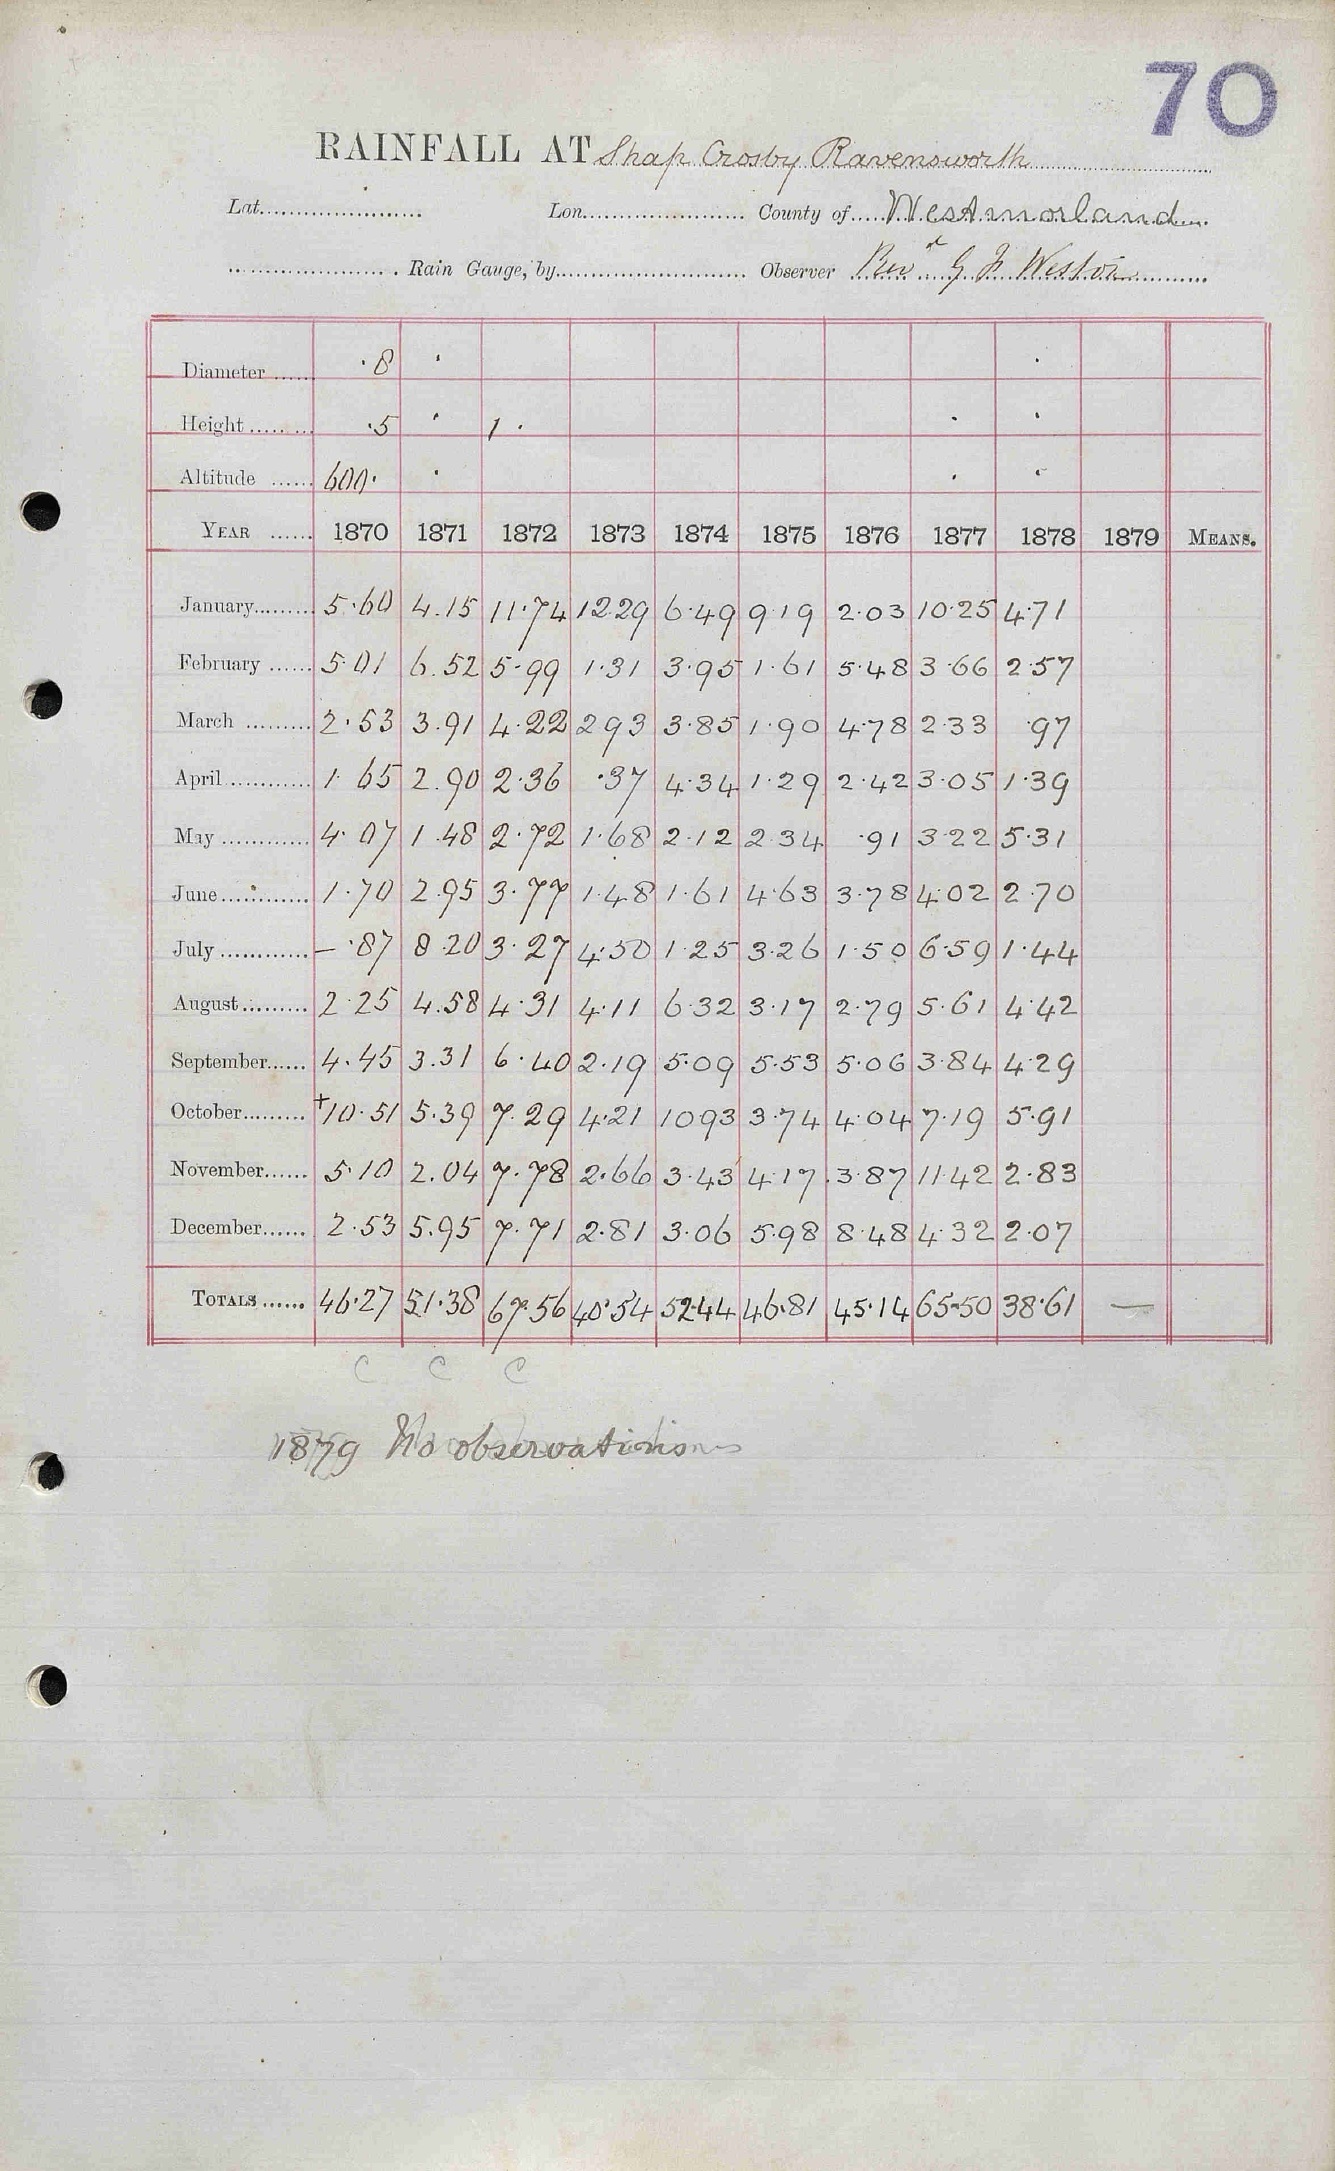 70
RAINFALL AT Shap Crosby Ravensworth
Lat. Lon. County of Westmorland
Rain Gauge, by Observer Revd G F Weston
Diameter ·8
Height ·5 1·
Altitude 600·
YEAR 1870 1871 1872 1873 1874 1875 1876 1877 1878 1879 MEANS.
January 5·60 4.15 11·74 12 29 6·49 9 19 2·03 10·25 4·71
February 5·01 6.52 5·99 1·31 3·95 1·61 5·48 3·66 2·57
March 2·53 3.91 4·22 2 93 3·85 1·90 4·78 2·33 ·97
April 1·65 2.90 2·36 ·37 4·34 1·29 2·42 3·05 1·39
May 4·07 1.48 2·72 1·68 2·12 2·34 ·91 3·22 5·31
June 1·70 2.95 3·77 1·48 1·61 4·63 3·78 4·02 2·70
July – ·87 8·20 3·27 4·50 1·25 3·26 1·50 6·59 1·44
August 2·25 4.58 4·31 4·11 6·32 3·17 2·79 5·61 4·42
September 4·45 3.31 6·40 2·19 5·09 5·53 5·06 3·84 4·29
October +10·51 5.39 7·29 4·21 1093 3·74 4·04 7·19 5·91
November 5·10 2.04 7·78 2·66 3·43 4·17 3·87 11·42 2·83
December 2·53 5.95 7·71 2·81 3·06 5·98 8·48 4·32 2·07
TOTALS 46·27 51·38 67·56 40·54 52·44 46·81 45·14 65·50 38·61 —
C C C
1879 No observations